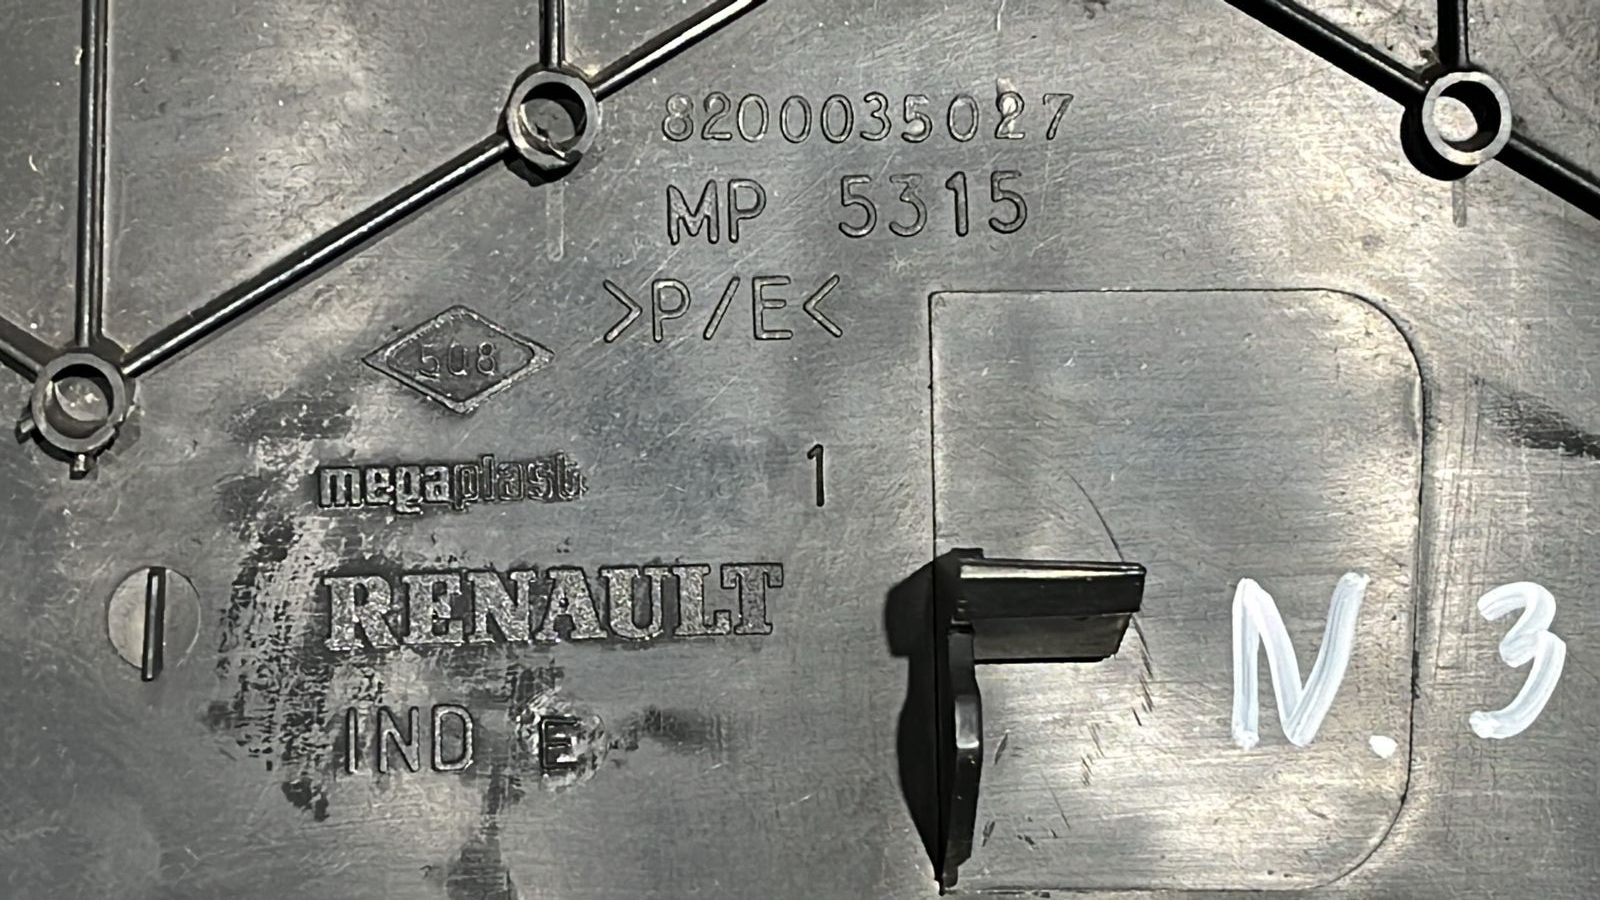 8200035027
MP 5315
>P/E<
508
megaplast 1
RENAULT
IND E
N. 3